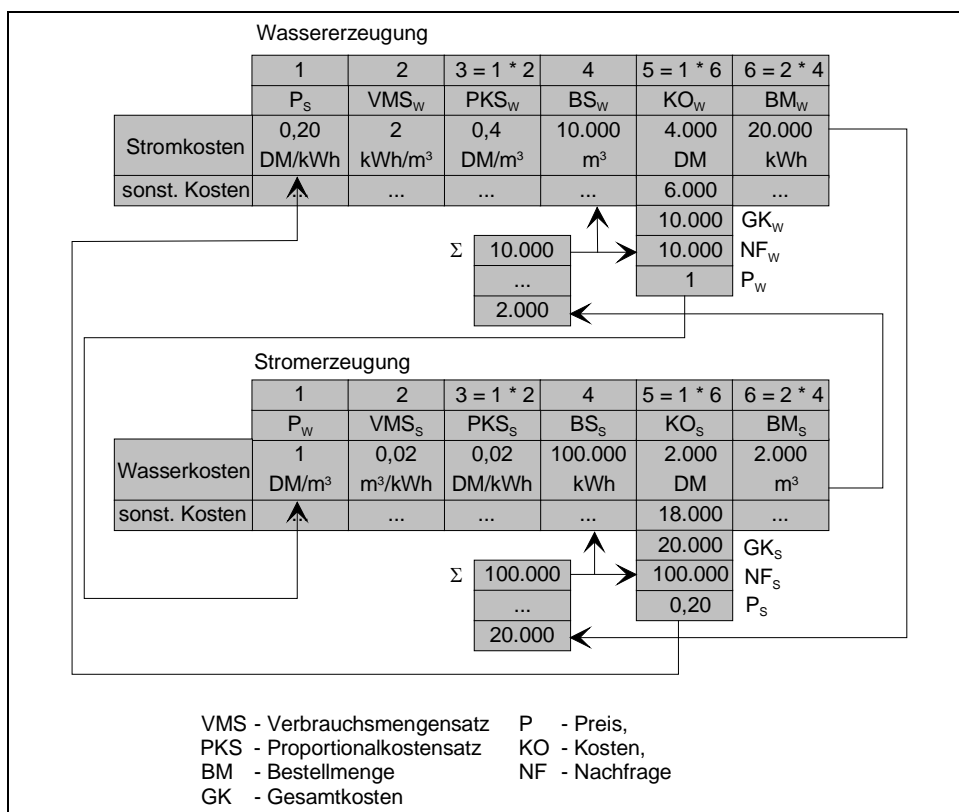 Wassererzeugung
1 2 3 = 1 * 2 4 5 = 1 * 6 6 = 2 * 4
PS VMSW PKSW BSW KOW BMW
Stromkosten 0,20 2 0,4 10.000 4.000 20.000
DM/kWh kWh/m³ DM/m³ m³ DM kWh
sonst. Kosten ... ... ... ... 6.000 ...
10.000 GKW
Σ 10.000 10.000 NFW
... 1 PW
2.000
Stromerzeugung
1 2 3 = 1 * 2 4 5 = 1 * 6 6 = 2 * 4
PW VMSS PKSS BSS KOS BMS
Wasserkosten 1 0,02 0,02 100.000 2.000 2.000
DM/m³ m³/kWh DM/kWh kWh DM m³
sonst. Kosten ... ... ... ... 18.000 ...
20.000 GKS
Σ 100.000 100.000 NFS
... 0,20 PS
20.000
VMS - Verbrauchsmengensatz P - Preis,
PKS - Proportionalkostensatz KO - Kosten,
BM - Bestellmenge NF - Nachfrage
GK - Gesamtkosten